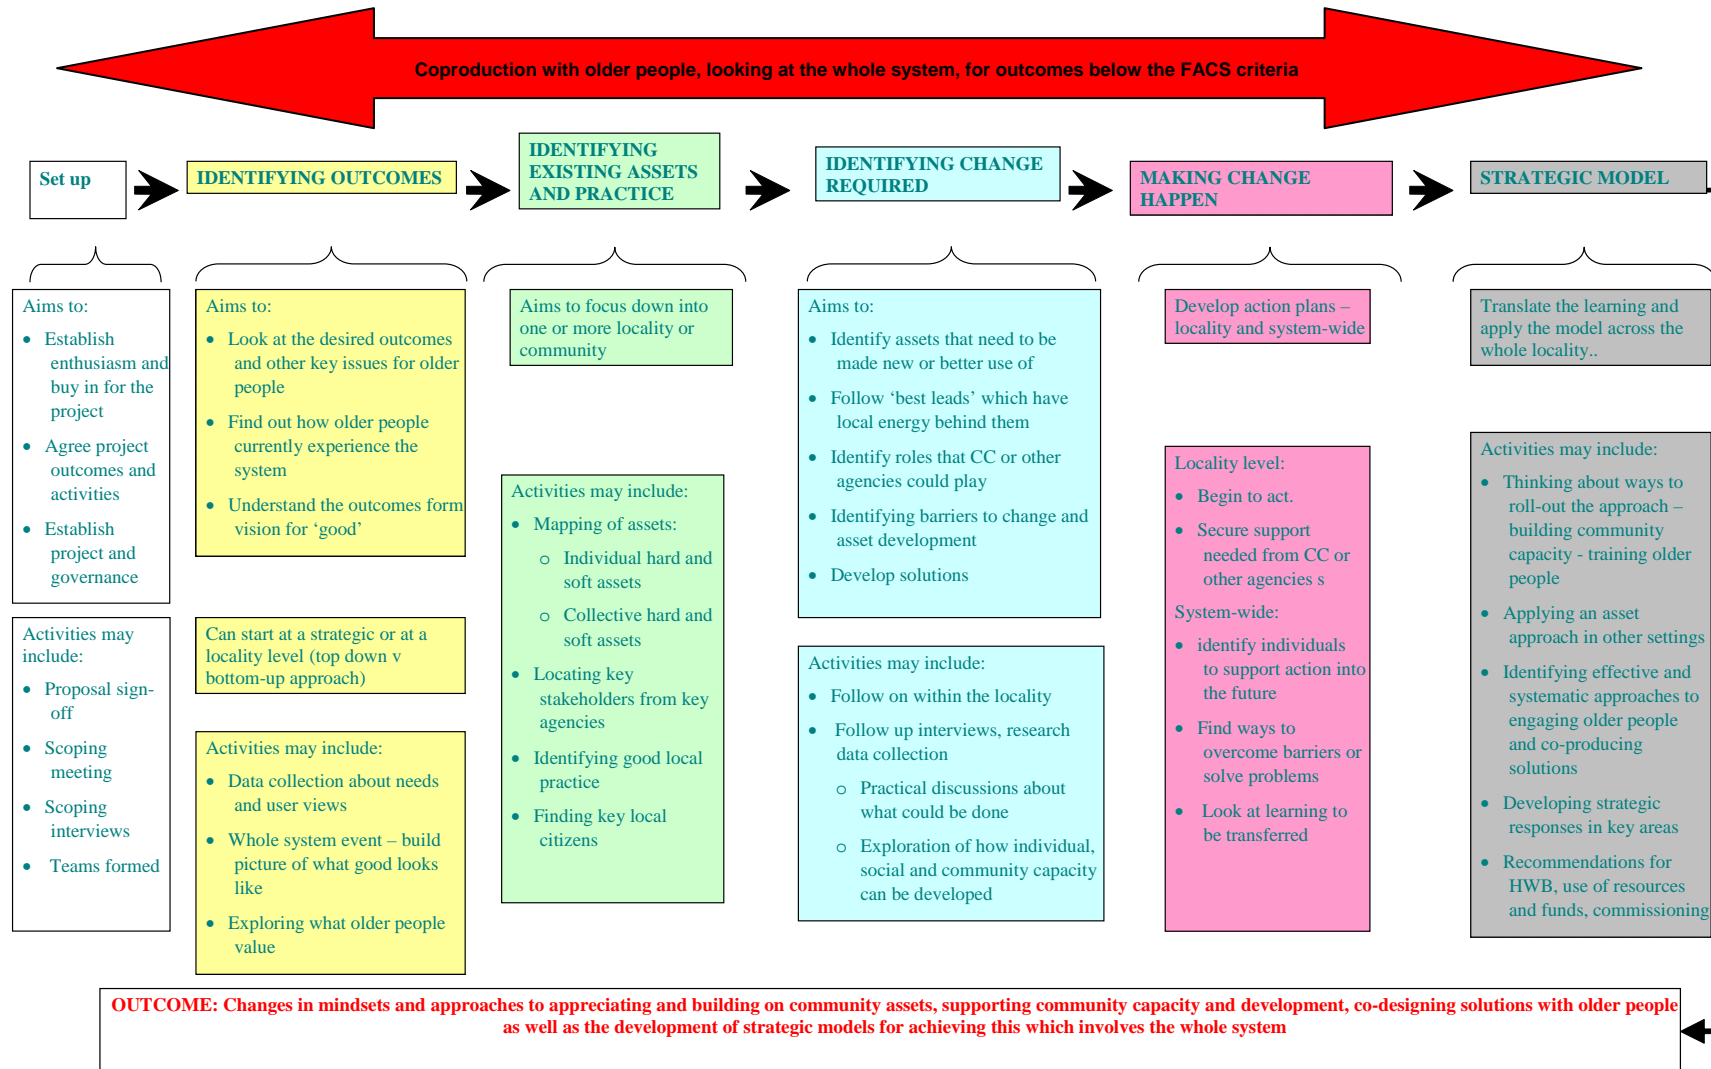 Coproduction with older people, looking at the whole system, for outcomes below the FACS criteria
Set up
IDENTIFYING OUTCOMES
IDENTIFYING
EXISTING ASSETS
AND PRACTICE
IDENTIFYING CHANGE
REQUIRED
MAKING CHANGE
HAPPEN
STRATEGIC MODEL
Aims to:
• Establish
enthusiasm and
buy in for the
project
• Agree project
outcomes and
activities
• Establish
project and
governance
Activities may
include:
• Proposal sign-
off
• Scoping
meeting
• Scoping
interviews
• Teams formed
Aims to:
• Look at the desired outcomes
and other key issues for older
people
• Find out how older people
currently experience the
system
• Understand the outcomes form
vision for ‘good’
Can start at a strategic or at a
locality level (top down v
bottom-up approach)
Activities may include:
• Data collection about needs
and user views
• Whole system event – build
picture of what good looks
like
• Exploring what older people
value
Aims to focus down into
one or more locality or
community
Activities may include:
• Mapping of assets:
o Individual hard and
soft assets
o Collective hard and
soft assets
• Locating key
stakeholders from key
agencies
• Identifying good local
practice
• Finding key local
citizens
Aims to:
• Identify assets that need to be
made new or better use of
• Follow ‘best leads’ which have
local energy behind them
• Identify roles that CC or other
agencies could play
• Identifying barriers to change and
asset development
• Develop solutions
Activities may include:
• Follow on within the locality
• Follow up interviews, research
data collection
o Practical discussions about
what could be done
o Exploration of how individual,
social and community capacity
can be developed
Develop action plans –
locality and system-wide
Locality level:
• Begin to act.
• Secure support
needed from CC or
other agencies s
System-wide:
• identify individuals
to support action into
the future
• Find ways to
overcome barriers or
solve problems
• Look at learning to
be transferred
Translate the learning and
apply the model across the
whole locality..
Activities may include:
• Thinking about ways to
roll-out the approach –
building community
capacity - training older
people
• Applying an asset
approach in other settings
• Identifying effective and
systematic approaches to
engaging older people
and co-producing
solutions
• Developing strategic
responses in key areas
• Recommendations for
HWB, use of resources
and funds, commissioning
OUTCOME: Changes in mindsets and approaches to appreciating and building on community assets, supporting community capacity and development, co-designing solutions with older people
as well as the development of strategic models for achieving this which involves the whole system